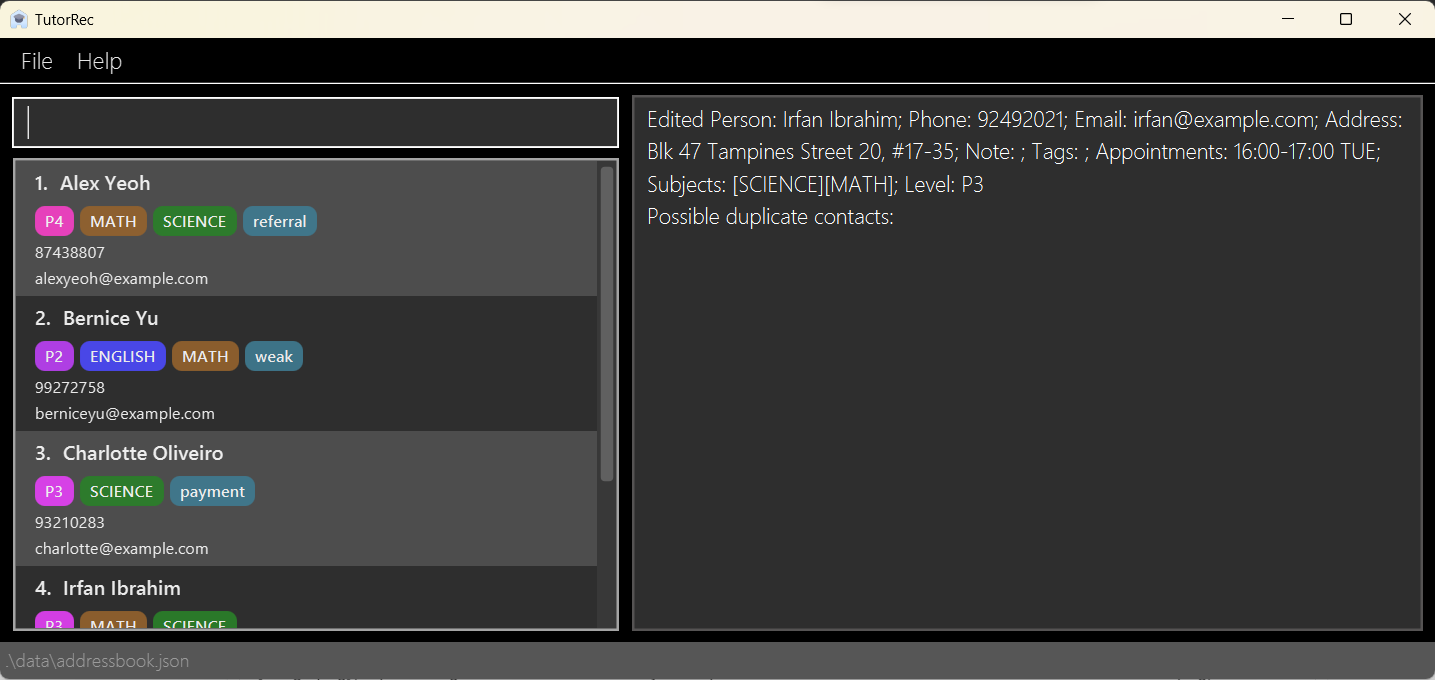 TutorRec
File Help
Edited Person: Irfan Ibrahim; Phone: 92492021; Email: irfan@example.com; Address:
Blk 47 Tampines Street 20, #17-35; Note: ; Tags: ; Appointments: 16:00-17:00 TUE;
Subjects: [SCIENCE][MATH]; Level: P3
Possible duplicate contacts:
1. Alex Yeoh
P4 MATH SCIENCE referral
87438807
alexyeoh@example.com
2. Bernice Yu
P2 ENGLISH MATH weak
99272758
berniceyu@example.com
3. Charlotte Oliveiro
P3 SCIENCE payment
93210283
charlotte@example.com
4. Irfan Ibrahim
P3 MATH SCIENCE
.\data\addressbook.json